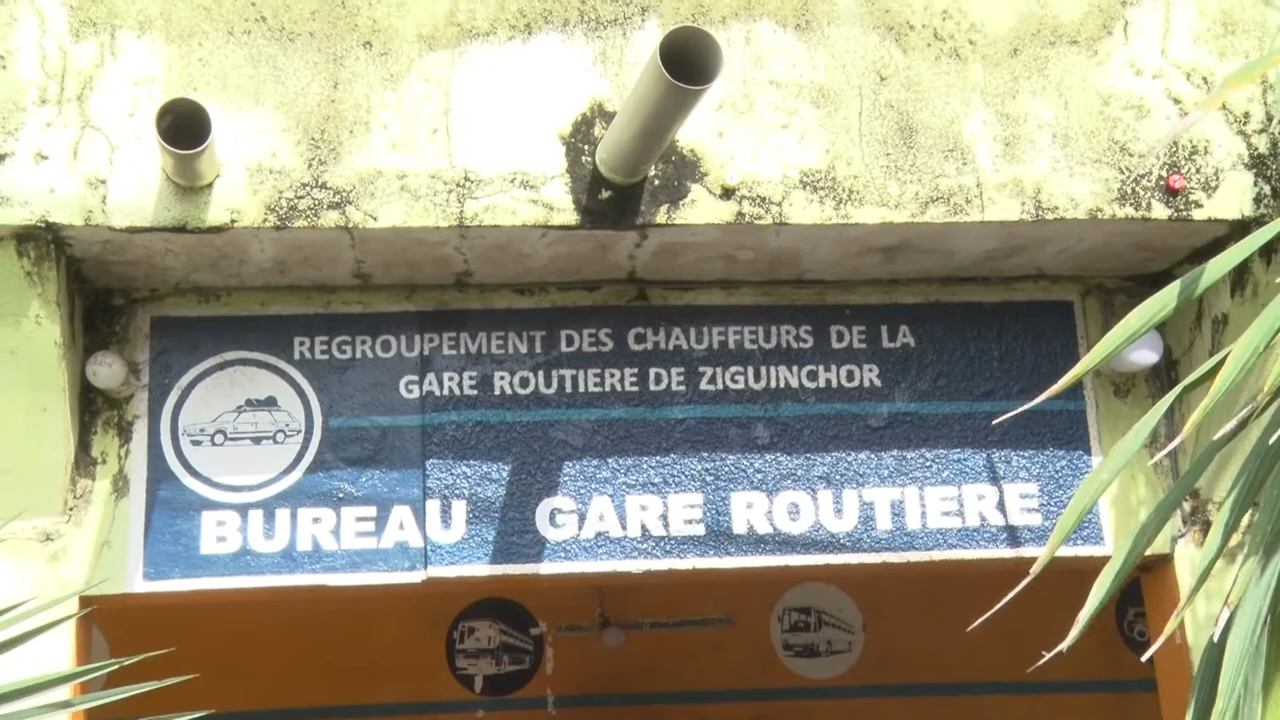 REGROUPEMENT DES CHAUFFEURS DE LA
GARE ROUTIERE DE ZIGUINCHOR
BUREAU GARE ROUTIERE